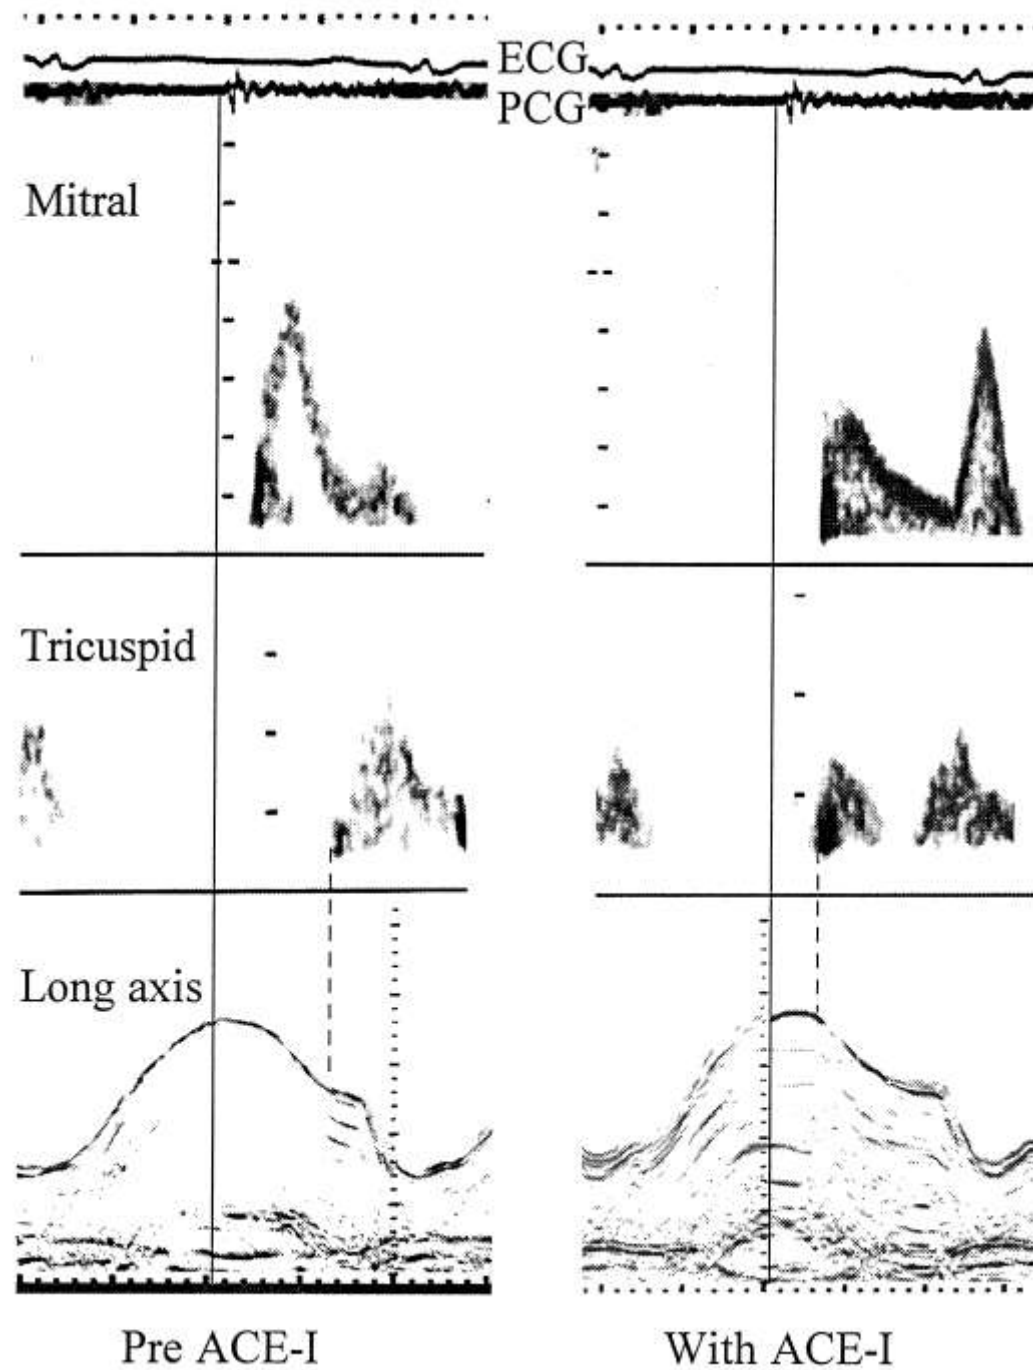 ECG
PCG
Mitral
Tricuspid
Long axis
Pre ACE-I
With ACE-I